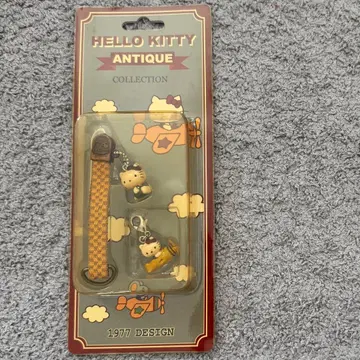 HELLO KITTY
ANTIQUE
COLLECTION
1977 DESIGN